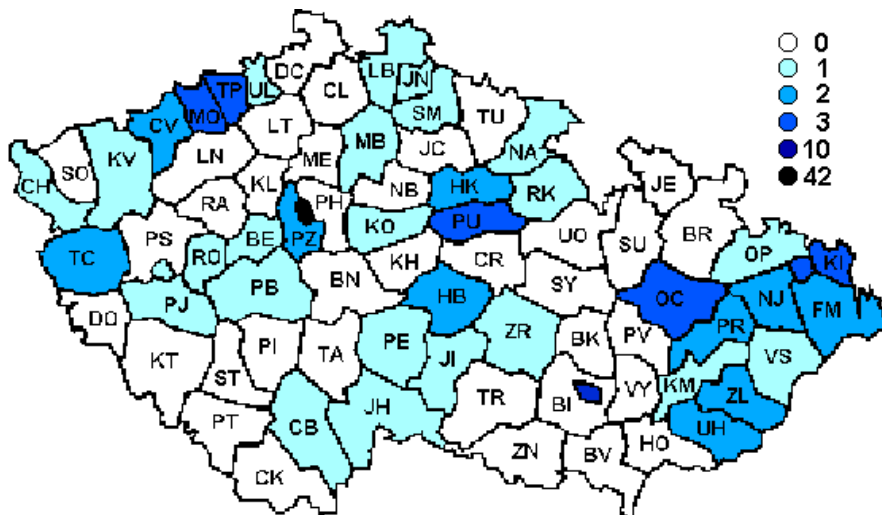 0
1
2
3
10
42
DC
LB
JN
TP
UL
CL
MO
SM
TU
CV
LT
MB
JC
NA
ME
SO
KV
LN
CH
KL
NB
HK
RK
JE
RA
PH
KO
PU
UO
SU
BR
PS
BE
PZ
OP
KI
TC
RO
KH
CR
PB
BN
SY
OC
NJ
FM
PJ
HB
DO
PR
KT
PI
TA
PE
JI
ZR
BK
PV
VS
ST
KM
VY
ZL
PT
CB
JH
TR
BI
UH
HO
CK
ZN
BV